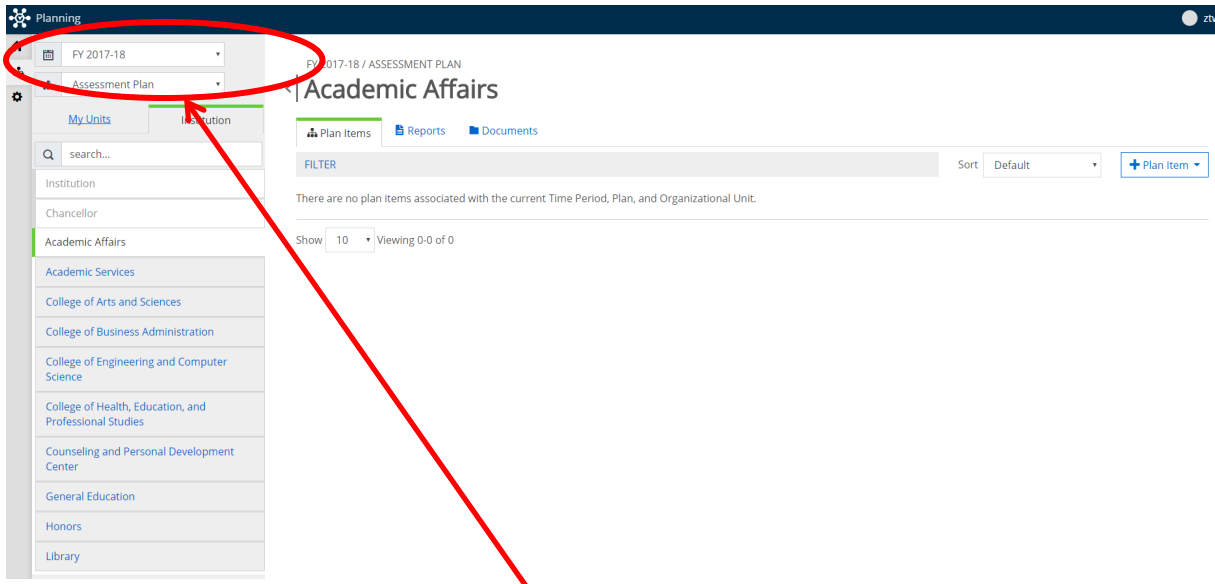 Planning
ztv
FY 2017-18
Assessment Plan
My Units
Institution
search...
Institution
Chancellor
Academic Affairs
Academic Services
College of Arts and Sciences
College of Business Administration
College of Engineering and Computer
Science
College of Health, Education, and
Professional Studies
Counseling and Personal Development
Center
General Education
Honors
Library
FY 2017-18 / ASSESSMENT PLAN
Academic Affairs
Plan Items
Reports
Documents
FILTER
Sort Default
Plan Item
There are no plan items associated with the current Time Period, Plan, and Organizational Unit.
Show 10 Viewing 0-0 of 0